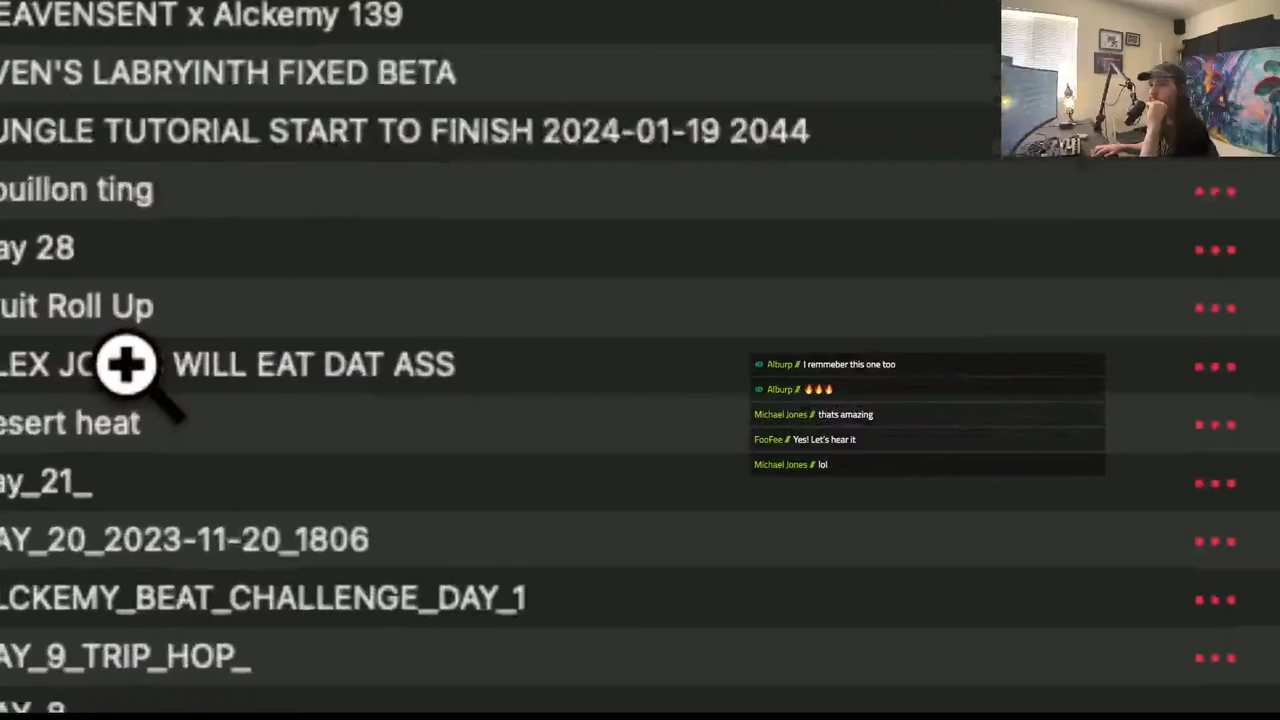 EAVENSENT x Alckemy 139
VEN'S LABRYINTH FIXED BETA
UNGLE TUTORIAL START TO FINISH 2024-01-19 2044
ouillon ting
ay 28
uit Roll Up
LEX JO WILL EAT DAT ASS
esert heat
ay_21_
AY_20_2023-11-20_1806
LCKEMY_BEAT_CHALLENGE_DAY_1
AY_9_TRIP_HOP_
Alburp // I remmeber this one too
Alburp // 🔥🔥🔥
Michael Jones // thats amazing
FooFee // Yes! Let's hear it
Michael Jones // lol